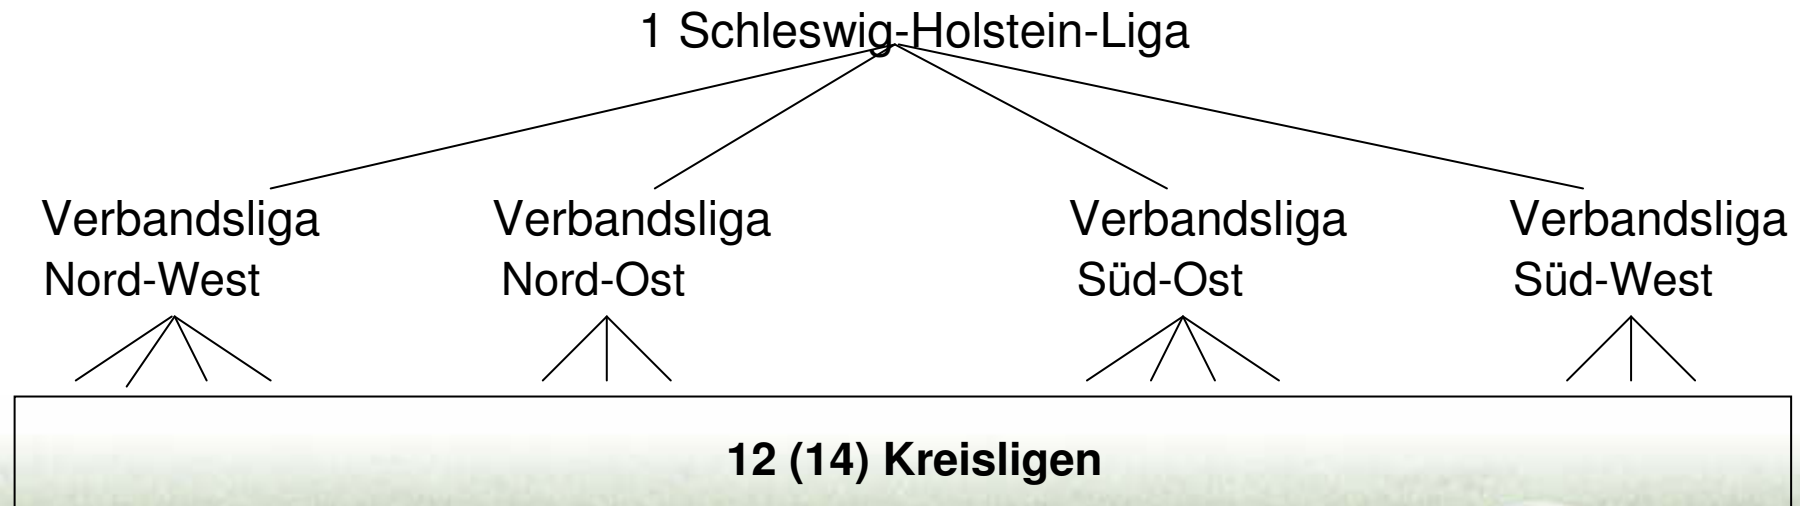 1 Schleswig-Holstein-Liga
Verbandsliga Verbandsliga Verbandsliga Verbandsliga
Nord-West Nord-Ost Süd-Ost Süd-West
12 (14) Kreisligen